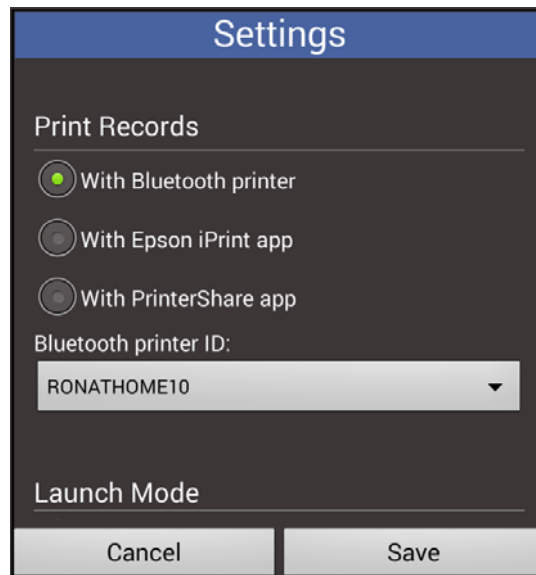 Settings
Print Records
With Bluetooth printer
With Epson iPrint app
With PrinterShare app
Bluetooth printer ID:
RONATHOME10
Launch Mode
Cancel Save